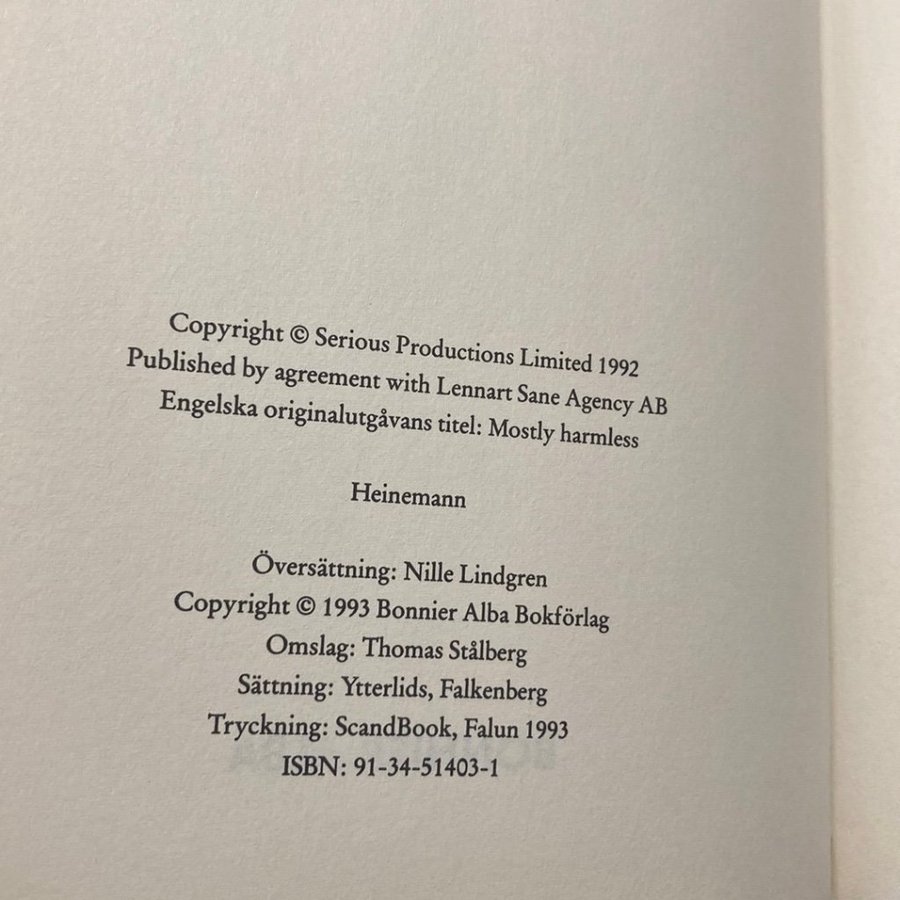 Copyright © Serious Productions Limited 1992
Published by agreement with Lennart Sane Agency AB
Engelska originalutgåvans titel: Mostly harmless
Heinemann
Översättning: Nille Lindgren
Copyright © 1993 Bonnier Alba Bokförlag
Omslag: Thomas Stålberg
Sättning: Ytterlids, Falkenberg
Tryckning: ScandBook, Falun 1993
ISBN: 91-34-51403-1